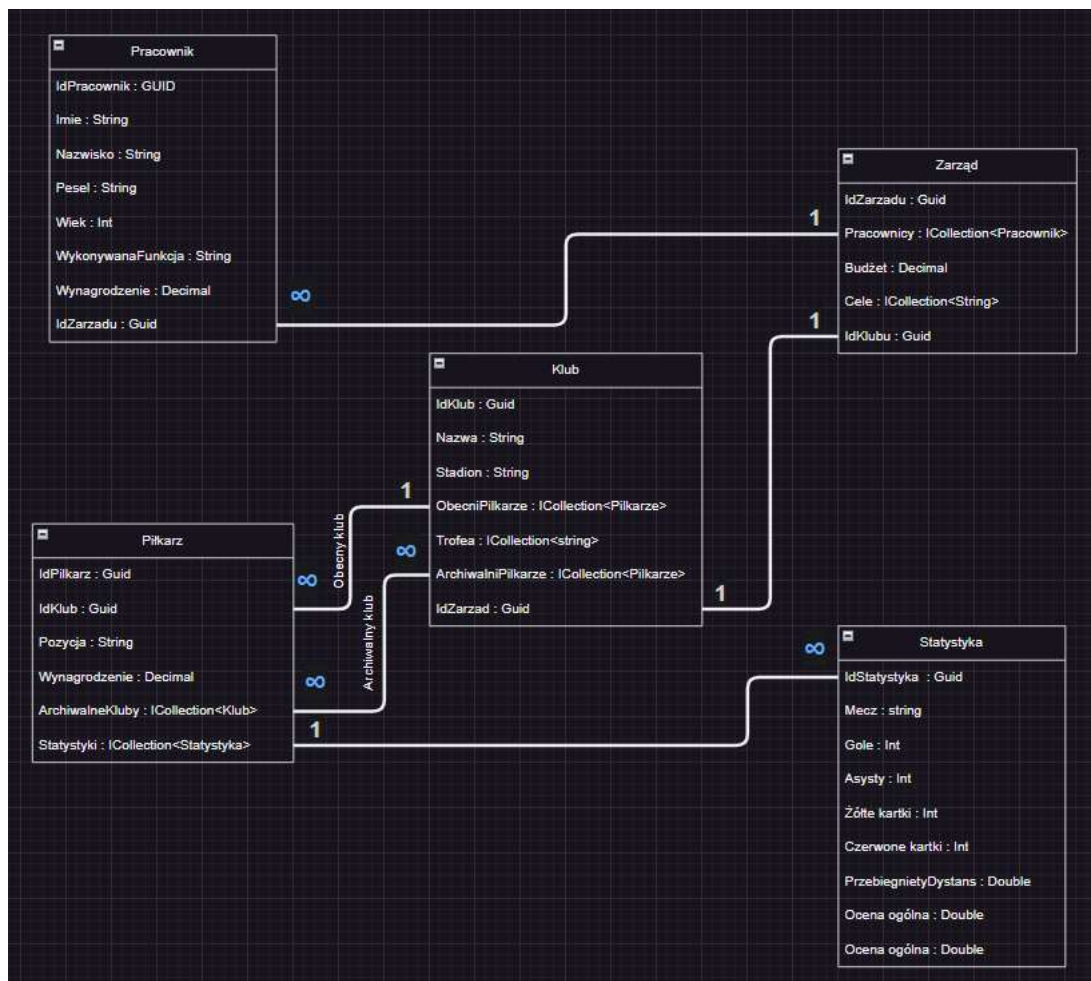 Pracownik
IdPracownik : GUID
Imie : String
Nazwisko : String
Pesel : String
Wiek : Int
WykonywanaFunkcja : String
Wynagrodzenie : Decimal
IdZarzadu : Guid
∞
1
Zarząd
IdZarzadu : Guid
Pracownicy : ICollection<Pracownik>
Budżet : Decimal
Cele : ICollection<String>
IdKlubu : Guid
1
Klub
IdKlub : Guid
Nazwa : String
Stadion : String
ObecniPilkarze : ICollection<Pilkarze>
Trofea : ICollection<string>
ArchiwalniPilkarze : ICollection<Pilkarze>
IdZarzad : Guid
1
1
∞
Obecny klub
Archiwalny klub
Piłkarz
IdPilkarz : Guid
IdKlub : Guid
Pozycja : String
Wynagrodzenie : Decimal
ArchiwalneKluby : ICollection<Klub>
Statystyki : ICollection<Statystyka>
∞
∞
1
∞
Statystyka
IdStatystyka : Guid
Mecz : string
Gole : Int
Asysty : Int
Żółte kartki : Int
Czerwone kartki : Int
PrzebiegnietyDystans : Double
Ocena ogólna : Double
Ocena ogólna : Double